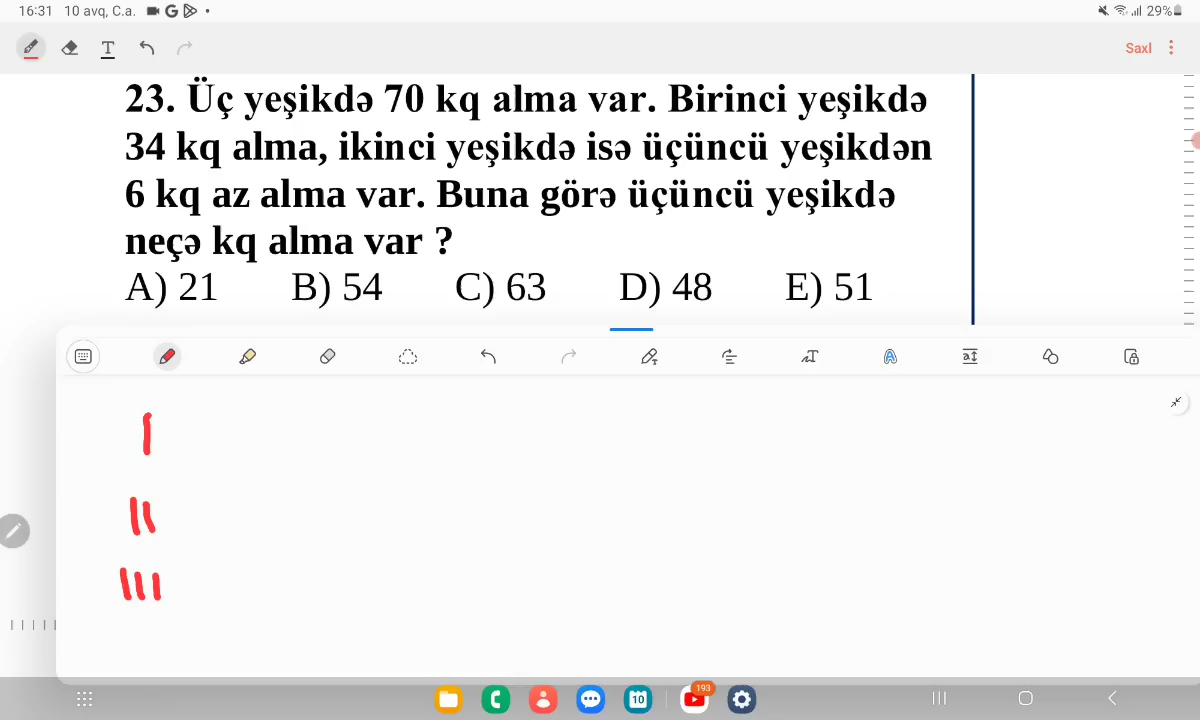 16:31 10 avq, C.a.
29%
T
Saxl
23. Üç yeşikdə 70 kq alma var. Birinci yeşikdə
34 kq alma, ikinci yeşikdə isə üçüncü yeşikdən
6 kq az alma var. Buna görə üçüncü yeşikdə
neçə kq alma var ?
A) 21 B) 54 C) 63 D) 48 E) 51
I
II
III
10
193